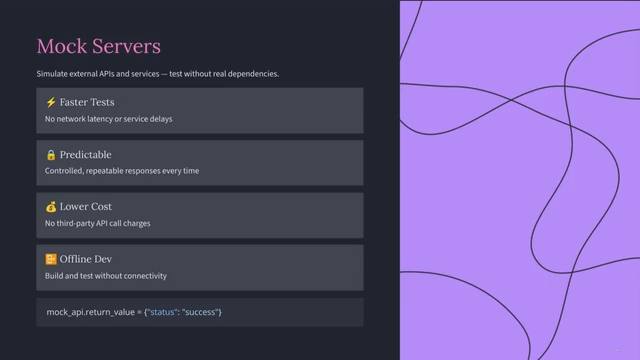 Mock Servers
Simulate external APIs and services — test without real dependencies.
⚡ Faster Tests
No network latency or service delays
🔒 Predictable
Controlled, repeatable responses every time
💰 Lower Cost
No third-party API call charges
📴 Offline Dev
Build and test without connectivity
mock_api.return_value = {"status": "success"}